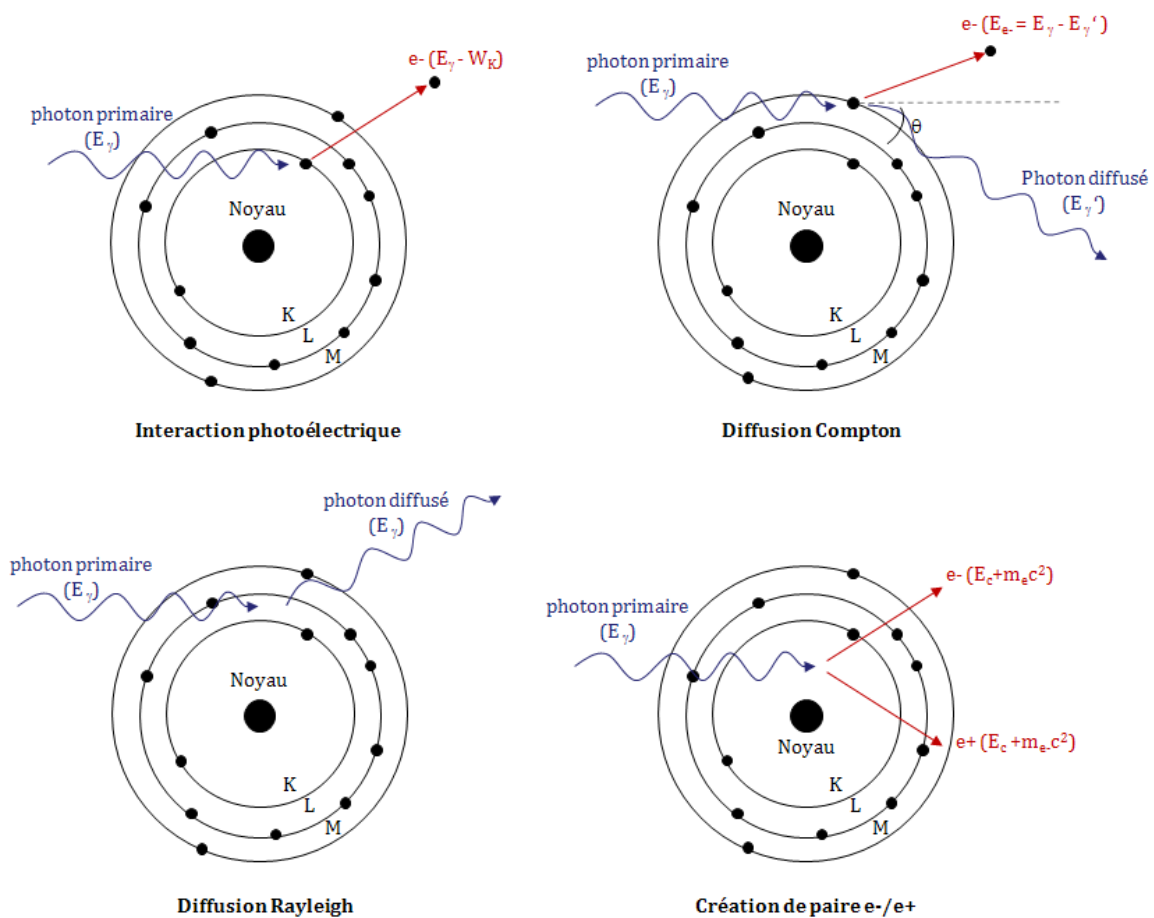 e- (Eγ - WK)
photon primaire
(Eγ)
Noyau
K
L
M
Interaction photoélectrique
e- (Ee- = Eγ - Eγ‘)
photon primaire
(Eγ)
θ
Photon diffusé
(Eγ‘)
Noyau
K
L
M
Diffusion Compton
photon diffusé
(Eγ)
photon primaire
(Eγ)
Noyau
K
L
M
Diffusion Rayleigh
e- (Ec+mec²)
photon primaire
(Eγ)
Noyau
e+ (Ec+me-c²)
K
L
M
Création de paire e-/e+